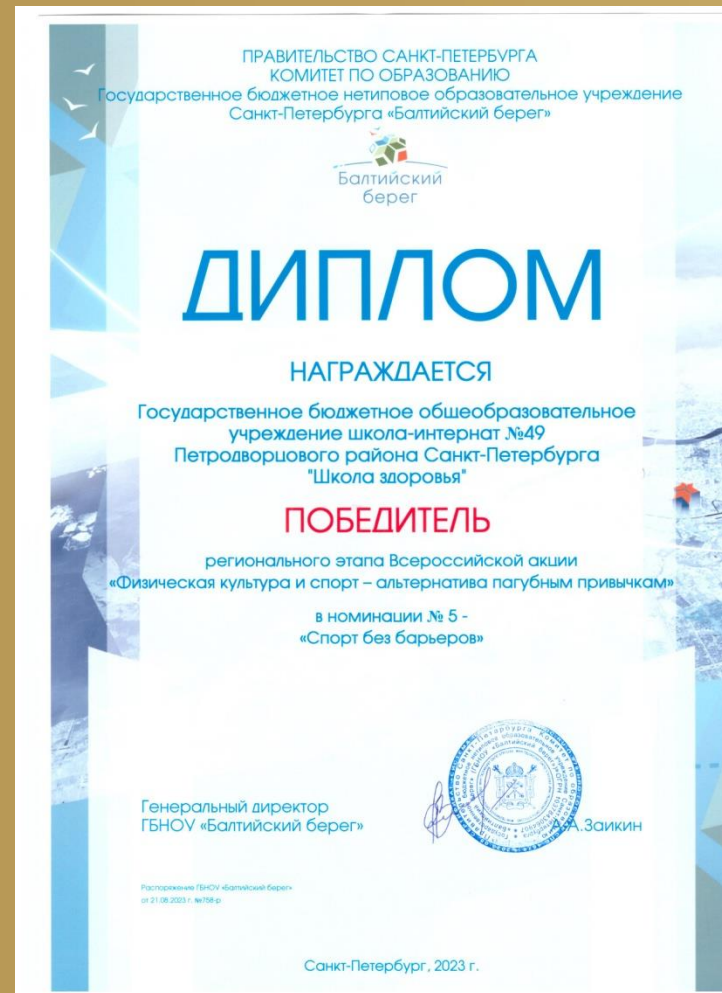 ПРАВИТЕЛЬСТВО САНКТ-ПЕТЕРБУРГА
КОМИТЕТ ПО ОБРАЗОВАНИЮ
Государственное бюджетное нетиповое образовательное учреждение
Санкт-Петербурга «Балтийский берег»
Балтийский
берег
ДИПЛОМ
НАГРАЖДАЕТСЯ
Государственное бюджетное общеобразовательное
учреждение школа-интернат №49
Петродворцового района Санкт-Петербурга
"Школа здоровья"
ПОБЕДИТЕЛЬ
регионального этапа Всероссийской акции
«Физическая культура и спорт – альтернатива пагубным привычкам»
в номинации № 5 -
«Спорт без барьеров»
Генеральный директор
ГБНОУ «Балтийский берег»
А.А.Заикин
Распоряжение ГБНОУ «Балтийский берег»
от 21.08.2023 г. №758-р
Санкт-Петербург, 2023 г.